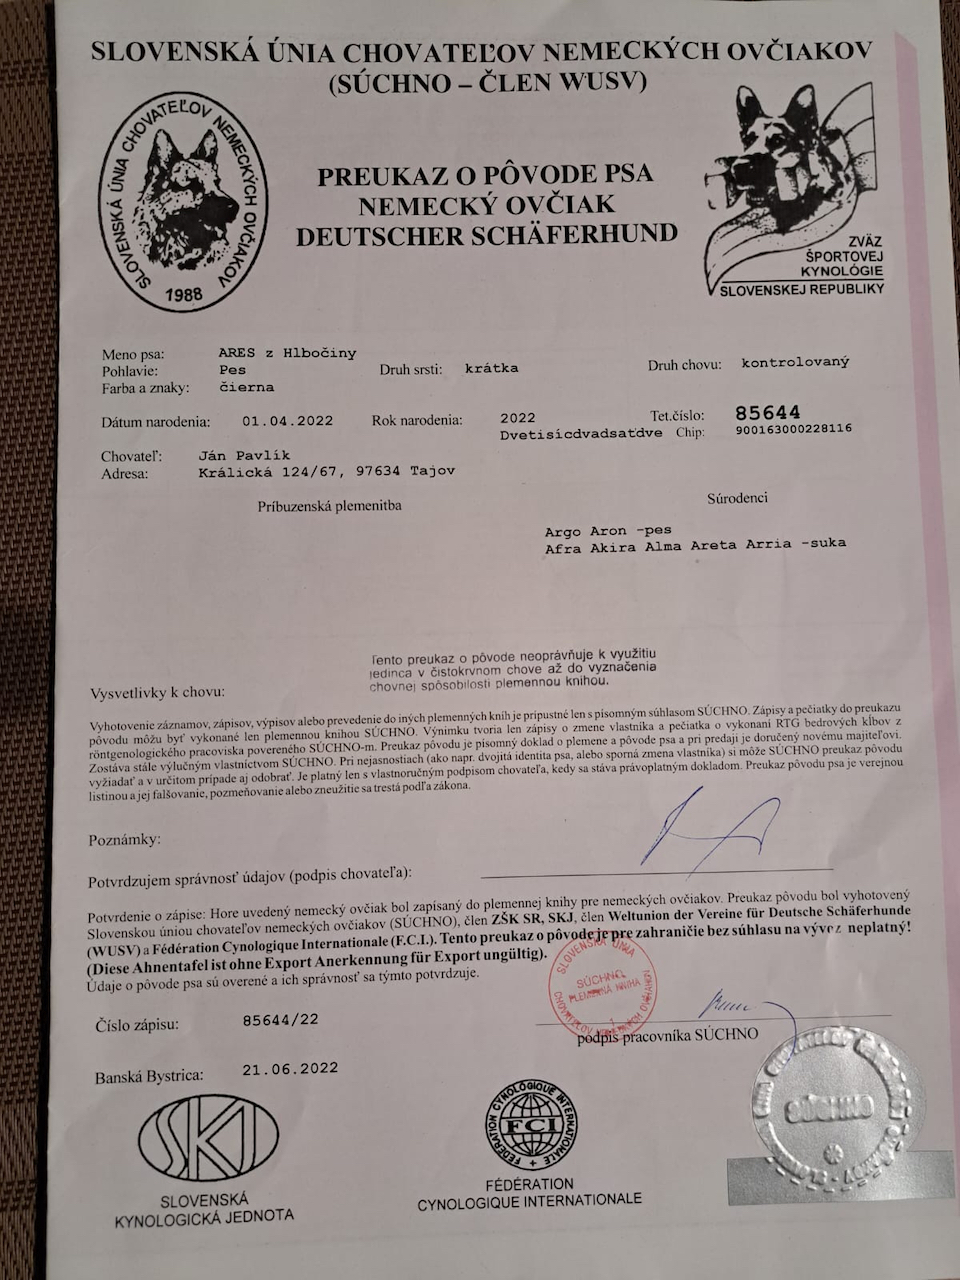 SLOVENSKÁ ÚNIA CHOVATEĽOV NEMECKÝCH OVČIAKOV
(SÚCHNO – ČLEN WUSV)
SLOVENSKÁ ÚNIA CHOVATEĽOV NEMECKÝCH OVČIAKOV
1988
PREUKAZ O PÔVODE PSA
NEMECKÝ OVČIAK
DEUTSCHER SCHÄFERHUND
ZVÄZ
ŠPORTOVEJ
KYNOLÓGIE
SLOVENSKEJ REPUBLIKY
Meno psa: ARES z Hlbočiny
Pohlavie: Pes Druh srsti: krátka Druh chovu: kontrolovaný
Farba a znaky: čierna
Dátum narodenia: 01.04.2022 Rok narodenia: 2022 Tet.číslo: 85644
Dvetisícdvadsaťdve Chip: 900163000228116
Chovateľ: Ján Pavlík
Adresa: Králická 124/67, 97634 Tajov
Príbuzenská plemenitba Súrodenci
Argo Aron -pes
Afra Akira Alma Areta Arria -suka
Tento preukaz o pôvode neoprávňuje k využitiu
jedinca v čistokrvnom chove až do vyznačenia
chovnej spôsobilosti plemennou knihou.
Vysvetlivky k chovu:
Vyhotovenie záznamov, zápisov, výpisov alebo prevedenie do iných plemenných kníh je prípustné len s písomným súhlasom SÚCHNO. Zápisy a pečiatky do preukazu
pôvodu môžu byť vykonané len plemennou knihou SÚCHNO. Výnimku tvoria len zápisy o zmene vlastníka a pečiatka o vykonaní RTG bedrových kĺbov z
röntgenologického pracoviska povereného SÚCHNO-m. Preukaz pôvodu je písomný doklad o plemene a pôvode psa a pri predaji je doručený novému majiteľovi.
Zostáva stále výlučným vlastníctvom SÚCHNO. Pri nejasnostiach (ako napr. dvojitá identita psa, alebo sporná zmena vlastníka) si môže SÚCHNO preukaz pôvodu
vyžiadať a v určitom prípade aj odobrať. Je platný len s vlastnoručným podpisom chovateľa, kedy sa stáva právoplatným dokladom. Preukaz pôvodu psa je verejnou
listinou a jej falšovanie, pozmeňovanie alebo zneužitie sa trestá podľa zákona.
Poznámky:
Potvrdzujem správnosť údajov (podpis chovateľa):
Potvrdenie o zápise: Hore uvedený nemecký ovčiak bol zapísaný do plemennej knihy pre nemeckých ovčiakov. Preukaz pôvodu bol vyhotovený
Slovenskou úniou chovateľov nemeckých ovčiakov (SÚCHNO), člen ZŠK SR, SKJ, člen Weltunion der Vereine für Deutsche Schäferhunde
(WUSV) a Fédération Cynologique Internationale (F.C.I.). Tento preukaz o pôvode je pre zahraničie bez súhlasu na vývoz neplatný!
(Diese Ahnentafel ist ohne Export Anerkennung für Export ungültig).
Údaje o pôvode psa sú overené a ich správnosť sa týmto potvrdzuje.
SLOVENSKÁ ÚNIA
SÚCHNO
PLEMENNÁ KNIHA
1
CHOVATEĽOV NEMECKÝCH OVČIAKOV
Číslo zápisu: 85644/22
podpis pracovníka SÚCHNO
Banská Bystrica: 21.06.2022
SÚCHNO
SKJ
SLOVENSKÁ
KYNOLOGICKÁ JEDNOTA
FÉDÉRATION CYNOLOGIQUE INTERNATIONALE
FCI
FÉDÉRATION
CYNOLOGIQUE INTERNATIONALE